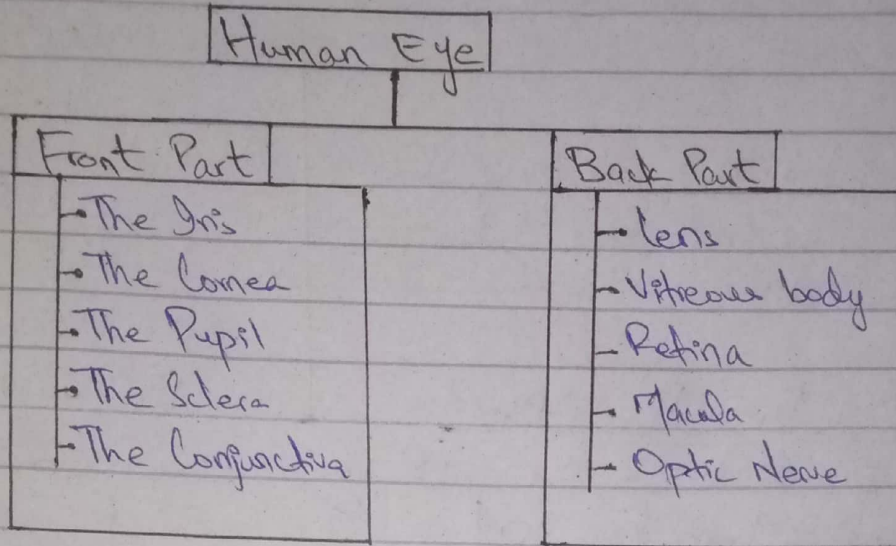 Human Eye
Front Part
The Iris
The Cornea
The Pupil
The Sclera
The Conjunctiva
Back Part
lens
Vitreous body
Retina
Macula
Optic Nerve